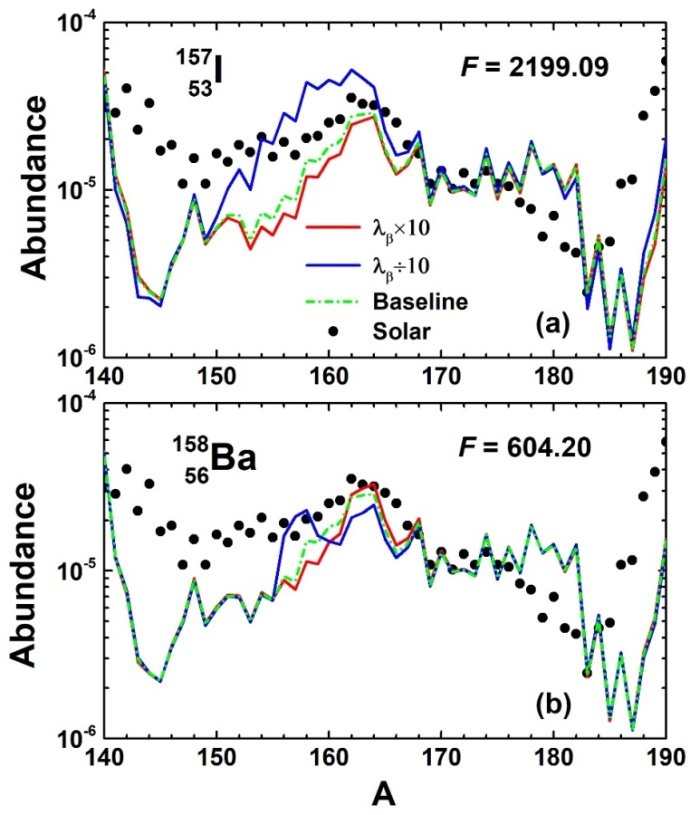 10⁻⁴
157
53 I
F = 2199.09
Abundance
10⁻⁵
λβ×10
λβ÷10
Baseline
Solar
(a)
10⁻⁶
140 150 160 170 180 190
10⁻⁴
158
56 Ba
F = 604.20
Abundance
10⁻⁵
(b)
10⁻⁶
140 150 160 170 180 190
A